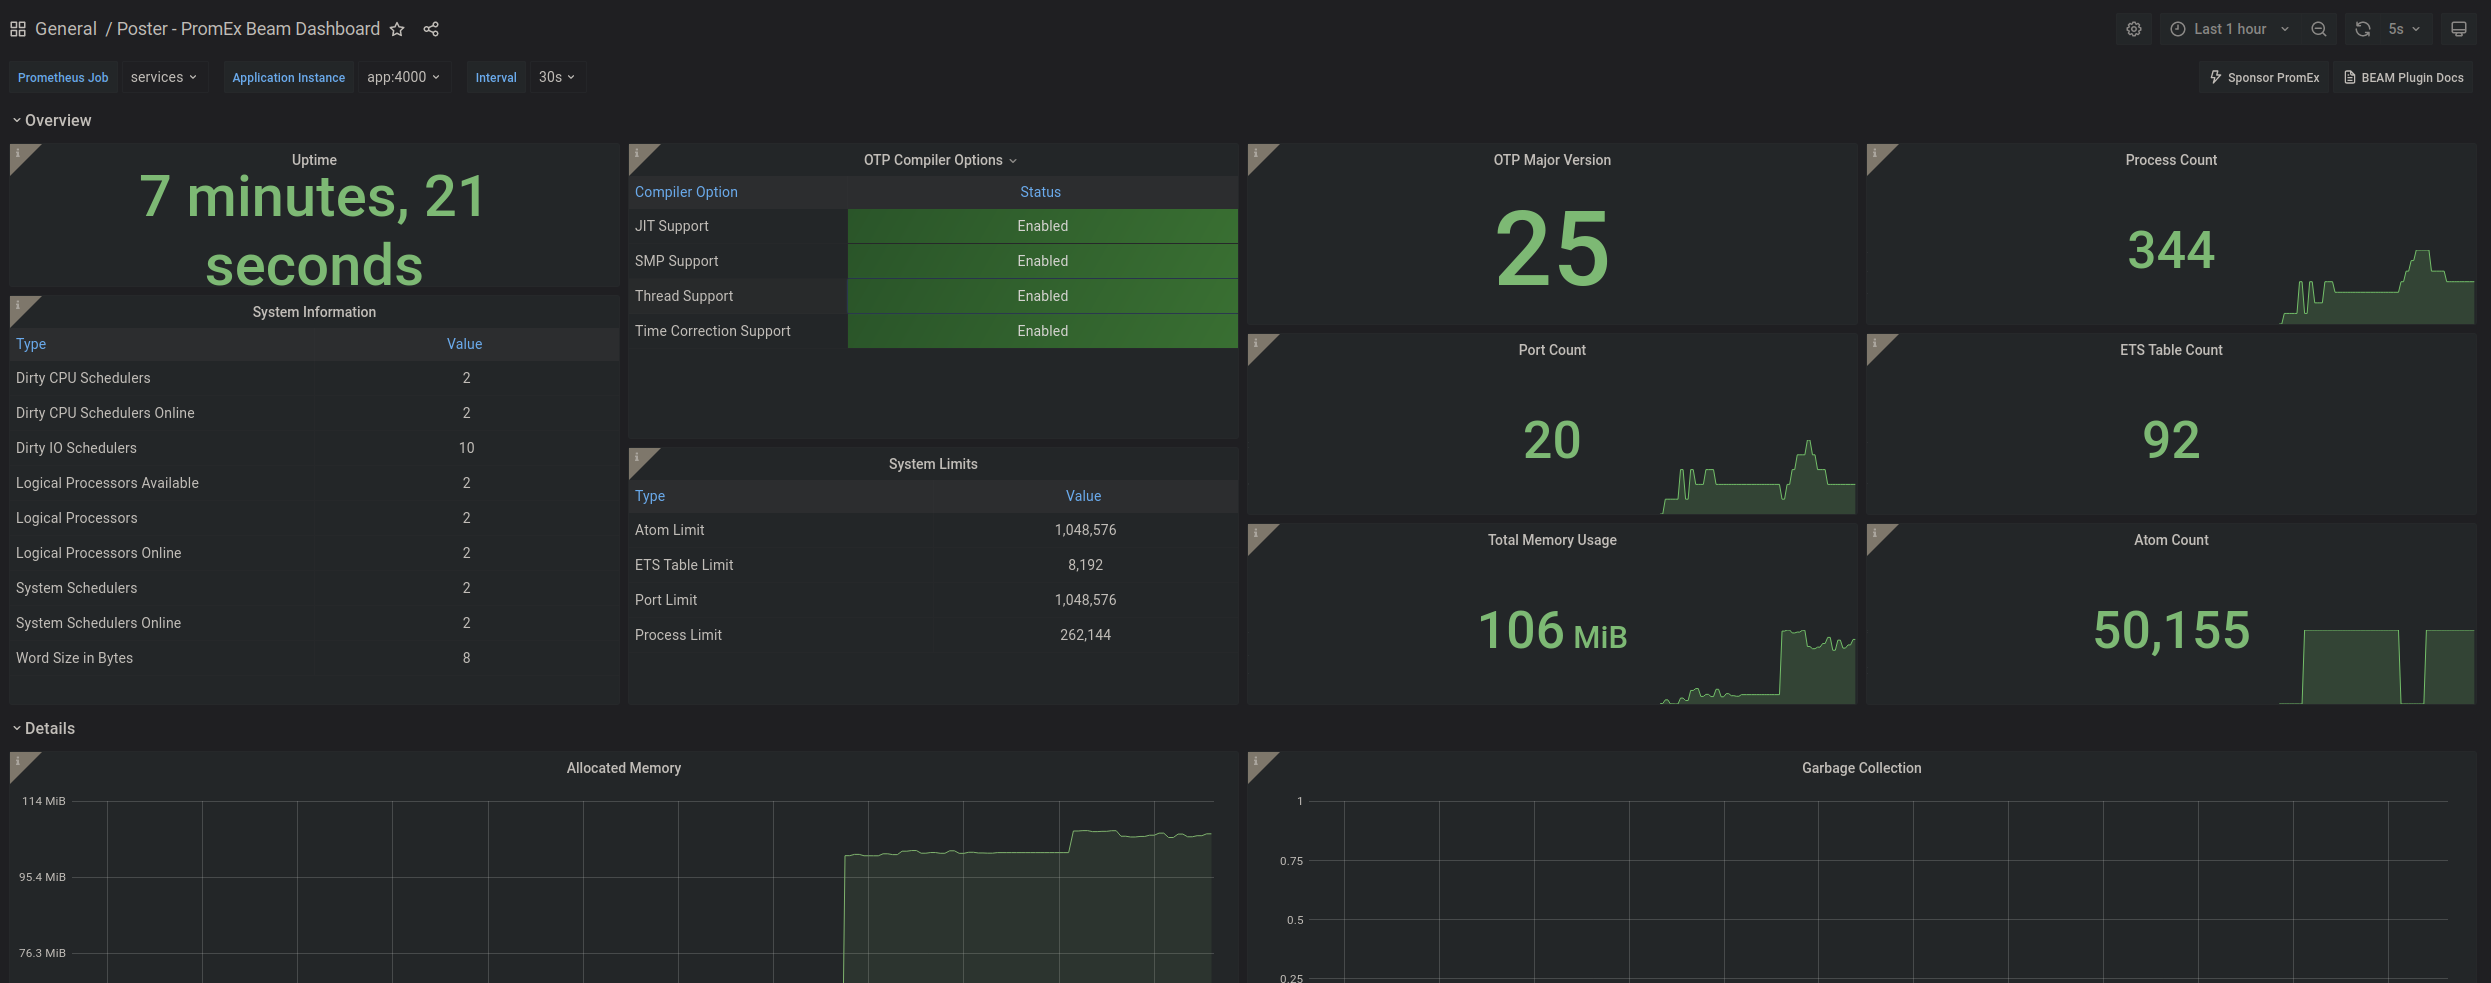 General / Poster - PromEx Beam Dashboard
Last 1 hour
5s
Prometheus Job services Application Instance app:4000 Interval 30s
Sponsor PromEx BEAM Plugin Docs
Overview
Uptime
7 minutes, 21
seconds
System Information
Type Value
Dirty CPU Schedulers 2
Dirty CPU Schedulers Online 2
Dirty IO Schedulers 10
Logical Processors Available 2
Logical Processors 2
Logical Processors Online 2
System Schedulers 2
System Schedulers Online 2
Word Size in Bytes 8
OTP Compiler Options
Compiler Option Status
JIT Support Enabled
SMP Support Enabled
Thread Support Enabled
Time Correction Support Enabled
System Limits
Type Value
Atom Limit 1,048,576
ETS Table Limit 8,192
Port Limit 1,048,576
Process Limit 262,144
OTP Major Version
25
Process Count
344
Port Count
20
ETS Table Count
92
Total Memory Usage
106 MiB
Atom Count
50,155
Details
Allocated Memory
114 MiB
95.4 MiB
76.3 MiB
Garbage Collection
1
0.75
0.5
0.25